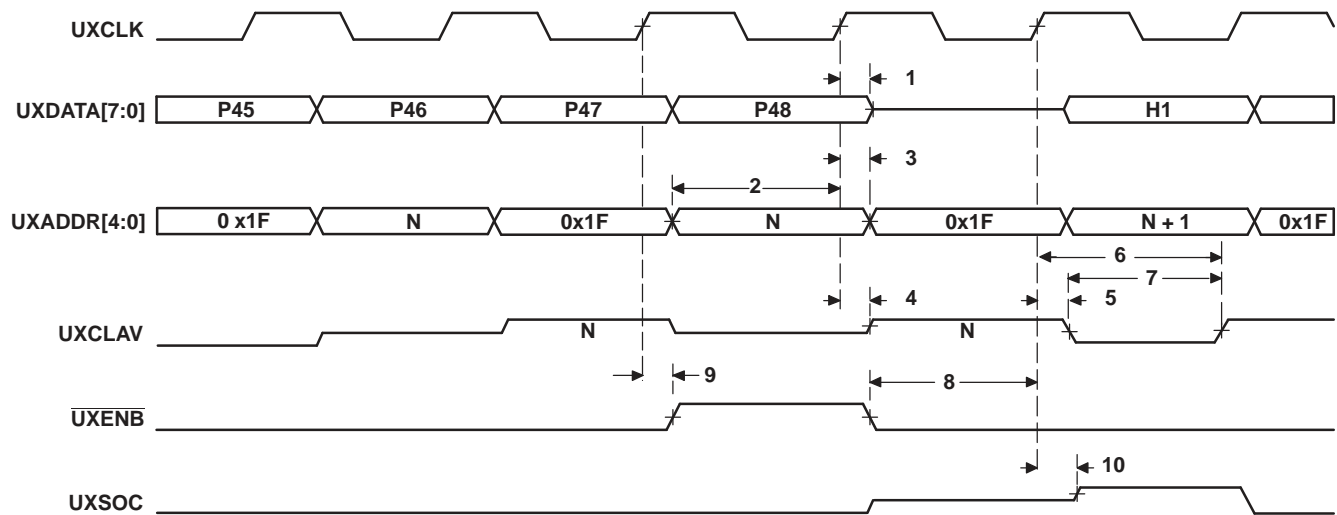 UXCLK
1
UXDATA[7:0] P45 P46 P47 P48 H1
3
2
UXADDR[4:0] 0 x1F N 0x1F N 0x1F N + 1 0x1F
6
7
4 5
UXCLAV N N
9 8
UXENB
10
UXSOC